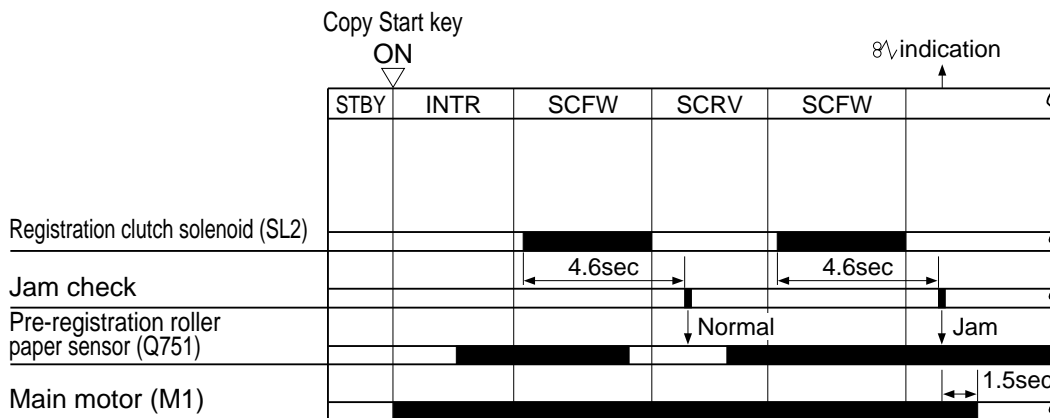 Copy Start key
ON
indication
STBY INTR SCFW SCRV SCFW
Registration clutch solenoid (SL2)
4.6sec 4.6sec
Jam check
Normal Jam
Pre-registration roller
paper sensor (Q751)
1.5sec
Main motor (M1)